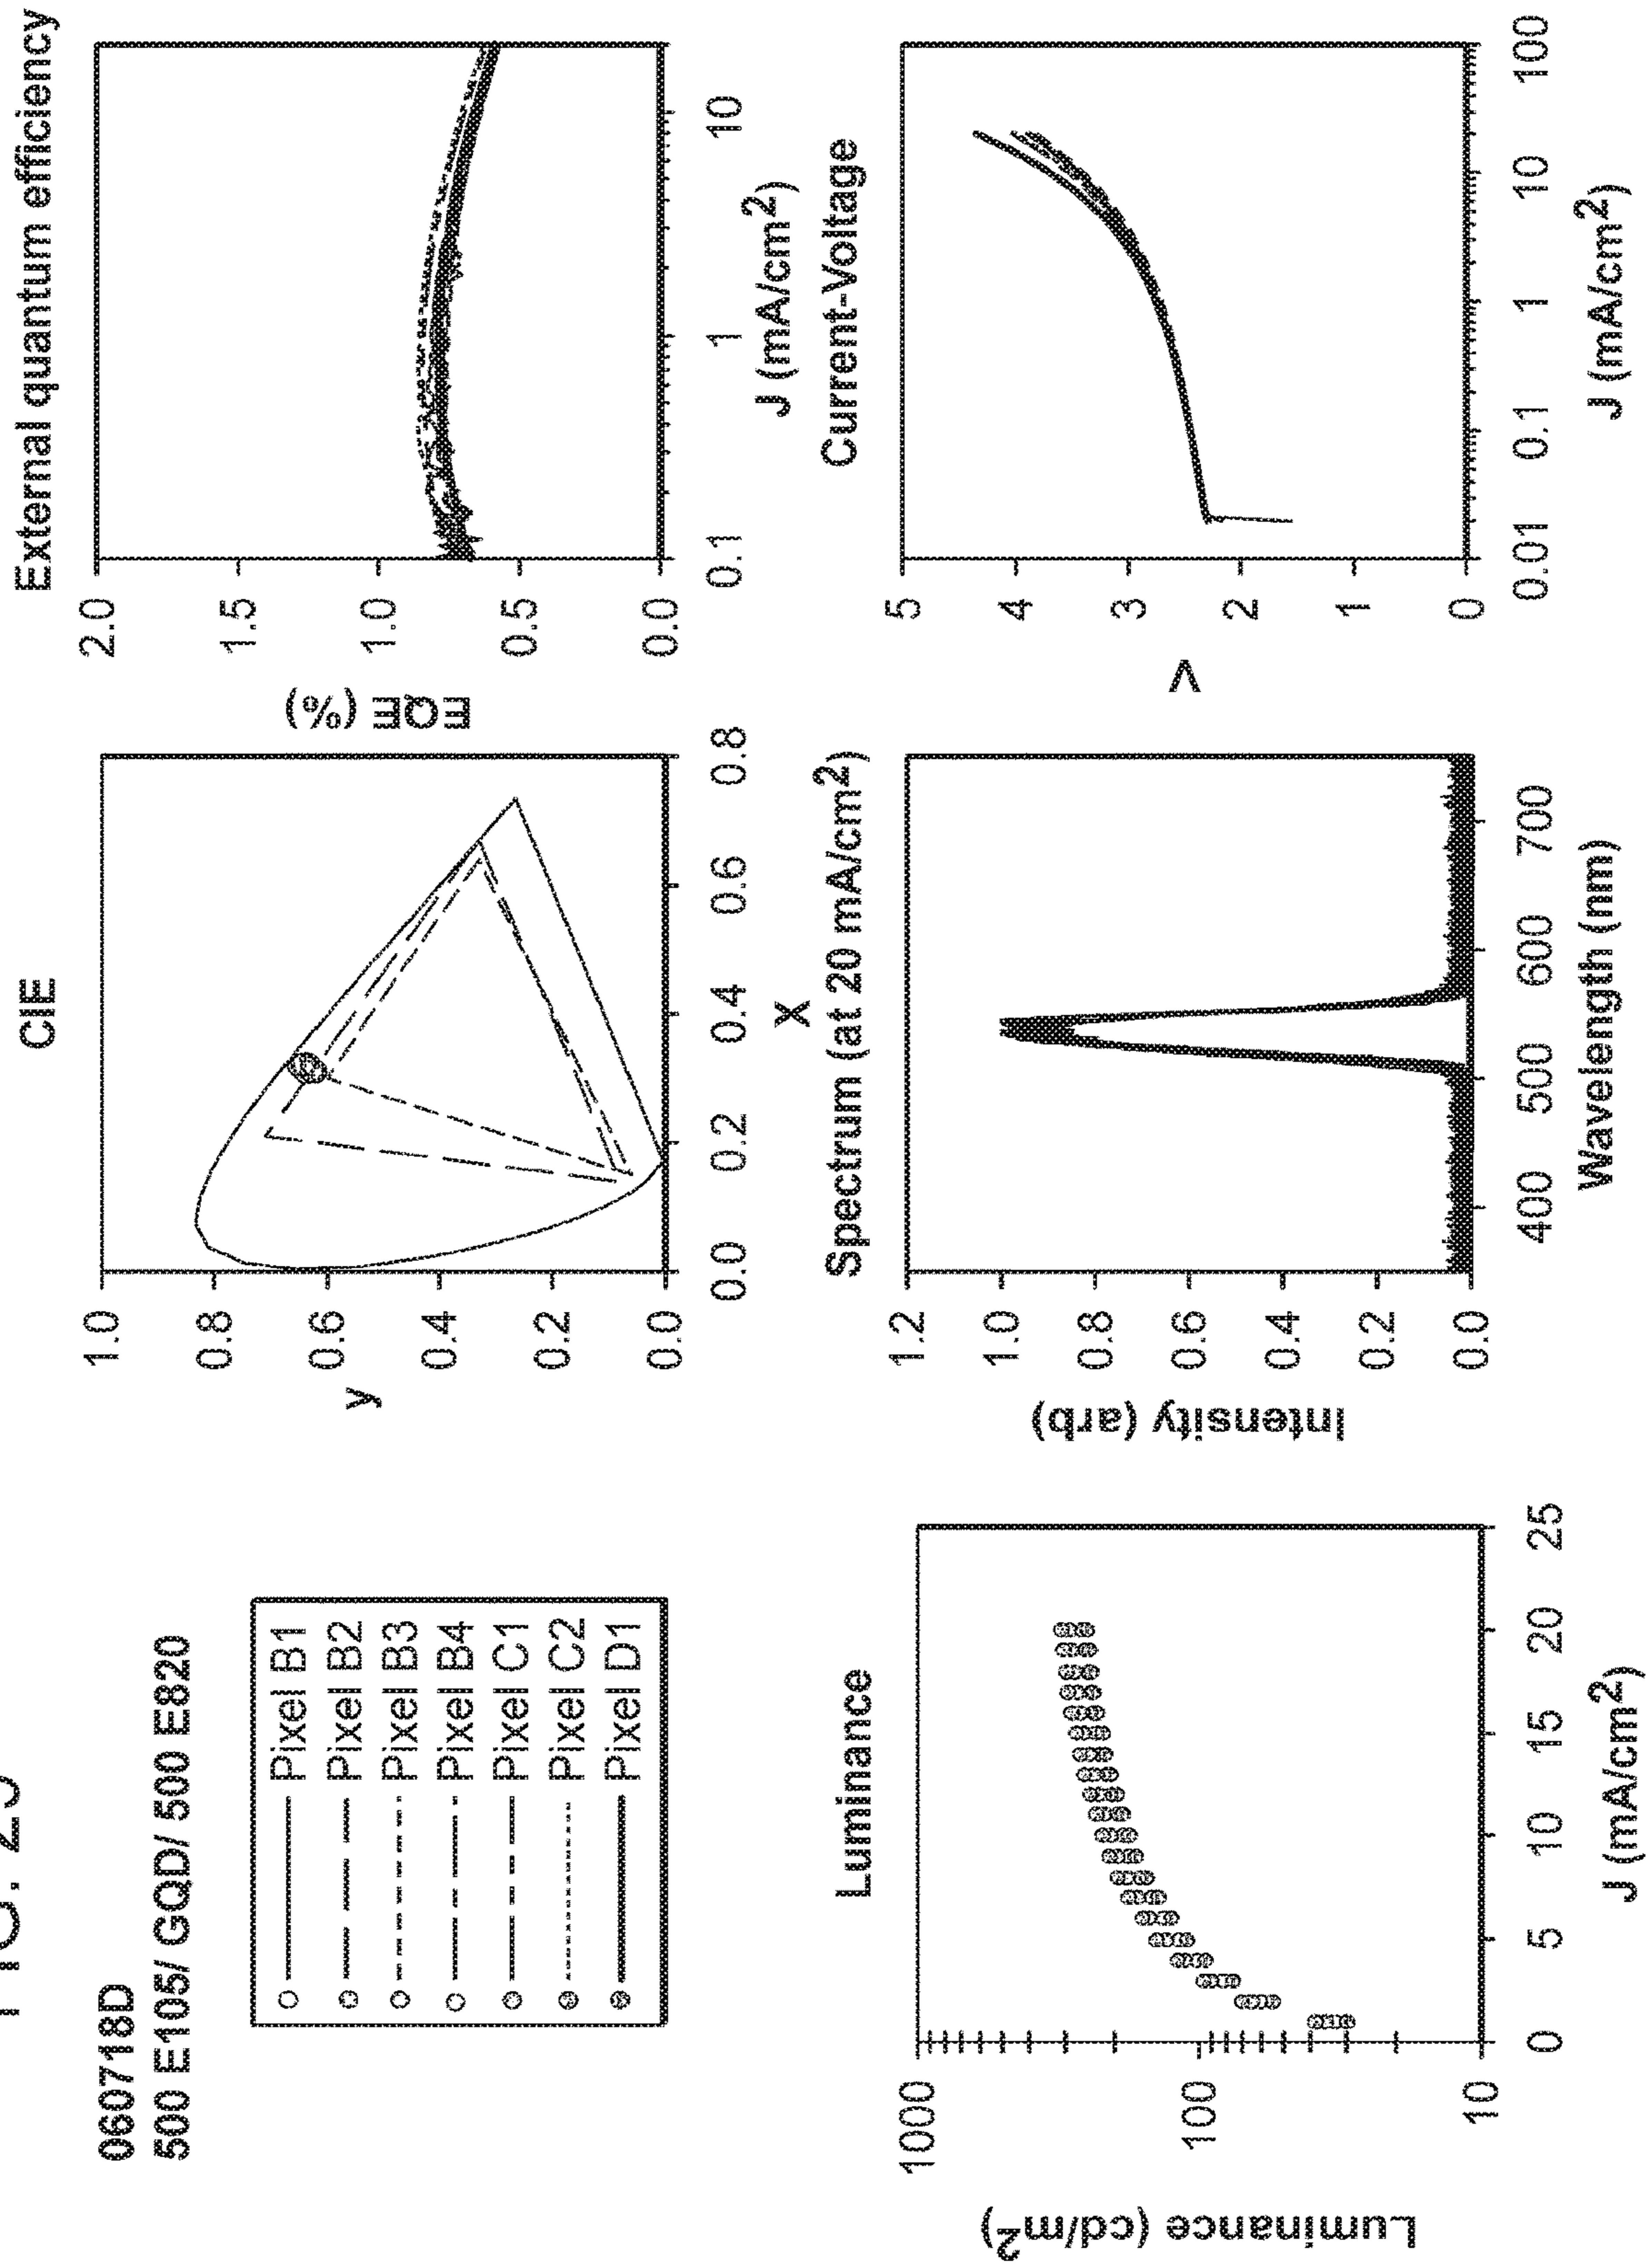 060718D
500 E105/ GQD/ 500 E820
Pixel B1
Pixel B2
Pixel B3
Pixel B4
Pixel C1
Pixel C2
Pixel D1
CIE
1.0
0.8
0.6
0.4
0.2
0.0
y
0.0 0.2 0.4 0.6 0.8
X
External quantum efficiency
2.0
1.5
1.0
0.5
0.0
EQE (%)
0.1 1 10
J (mA/cm2)
Luminance
1000
100
10
Luminance (cd/m2)
0 5 10 15 20 25
J (mA/cm2)
Spectrum (at 20 mA/cm2)
1.2
1.0
0.8
0.6
0.4
0.2
0.0
Intensity (arb)
400 500 600 700
Wavelength (nm)
Current-Voltage
5
4
3
2
1
0
V
0.01 0.1 1 10 100
J (mA/cm2)